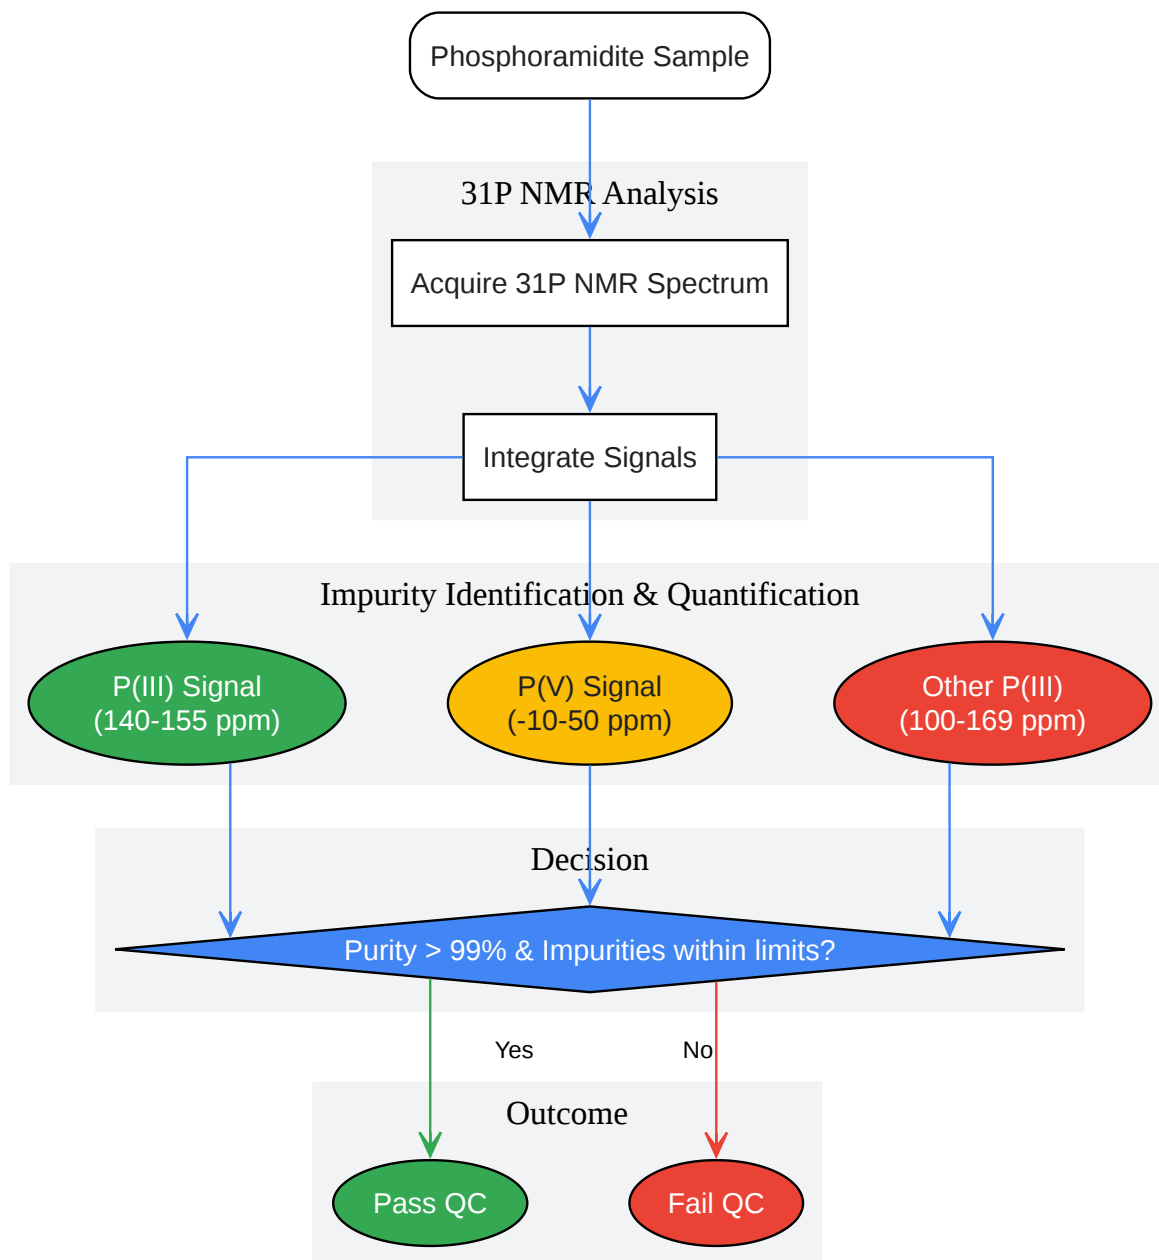 Phosphoramidite Sample
31P NMR Analysis
Acquire 31P NMR Spectrum
Integrate Signals
Impurity Identification & Quantification
P(III) Signal
(140-155 ppm)
P(V) Signal
(-10-50 ppm)
Other P(III)
(100-169 ppm)
Decision
Purity > 99% & Impurities within limits?
Yes
No
Outcome
Pass QC
Fail QC